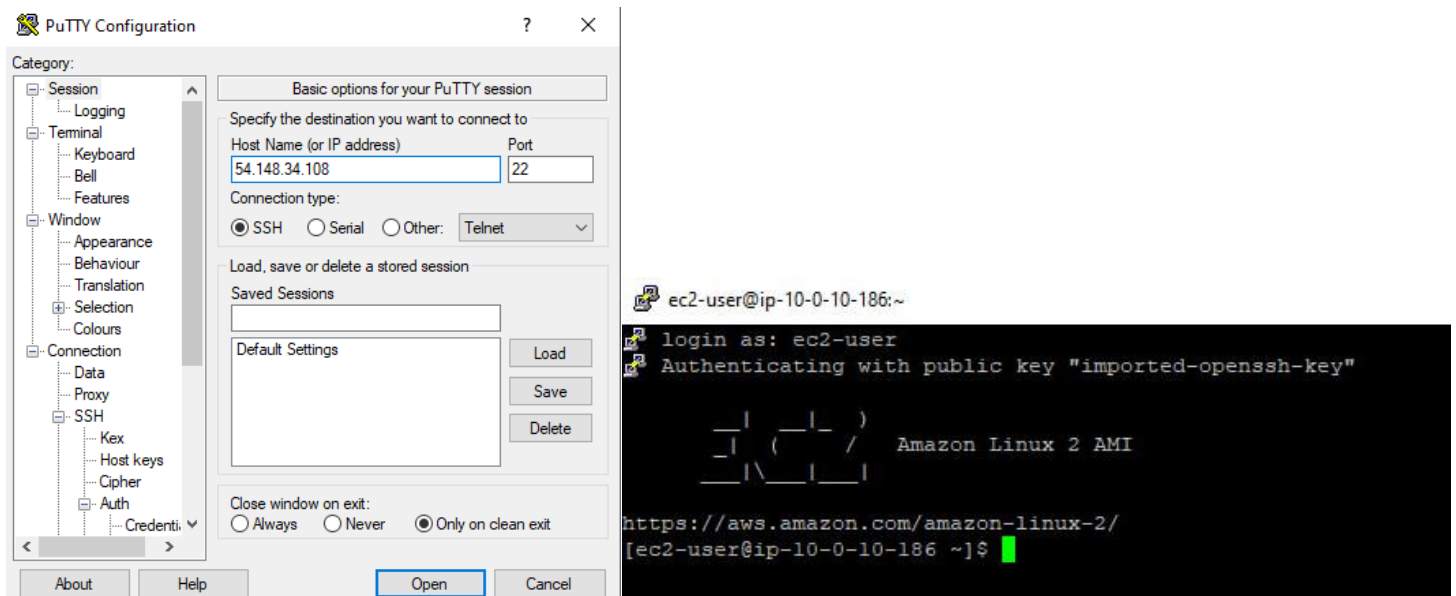 PuTTY Configuration
?
Category:
Session
Logging
Terminal
Keyboard
Bell
Features
Window
Appearance
Behaviour
Translation
Selection
Colours
Connection
Data
Proxy
SSH
Kex
Host keys
Cipher
Auth
Credenti
Basic options for your PuTTY session
Specify the destination you want to connect to
Host Name (or IP address) Port
54.148.34.108 22
Connection type:
SSH Serial Other: Telnet
Load, save or delete a stored session
Saved Sessions
Default Settings
Load
Save
Delete
Close window on exit:
Always Never Only on clean exit
About Help Open Cancel
ec2-user@ip-10-0-10-186:~
login as: ec2-user
Authenticating with public key "imported-openssh-key"
__| __|_ )
_| ( / Amazon Linux 2 AMI
___|\___|___|
https://aws.amazon.com/amazon-linux-2/
[ec2-user@ip-10-0-10-186 ~]$